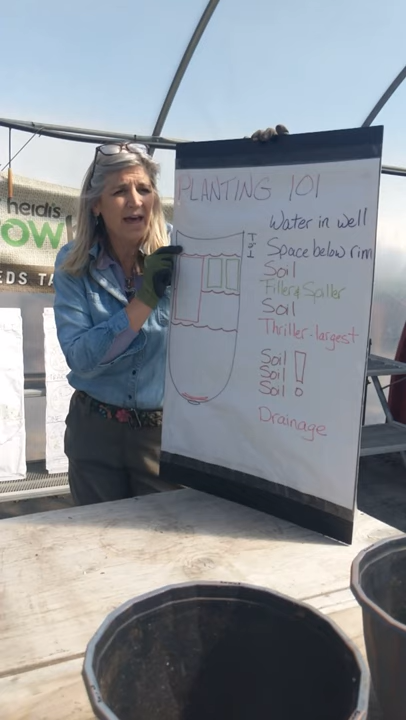 heidi's
OW
EDS TA
PLANTING 101
Water in well
Space below rim
Soil
Filler & Spiller
Soil
Thriller-largest
Soil
Soil !
Soil
Drainage